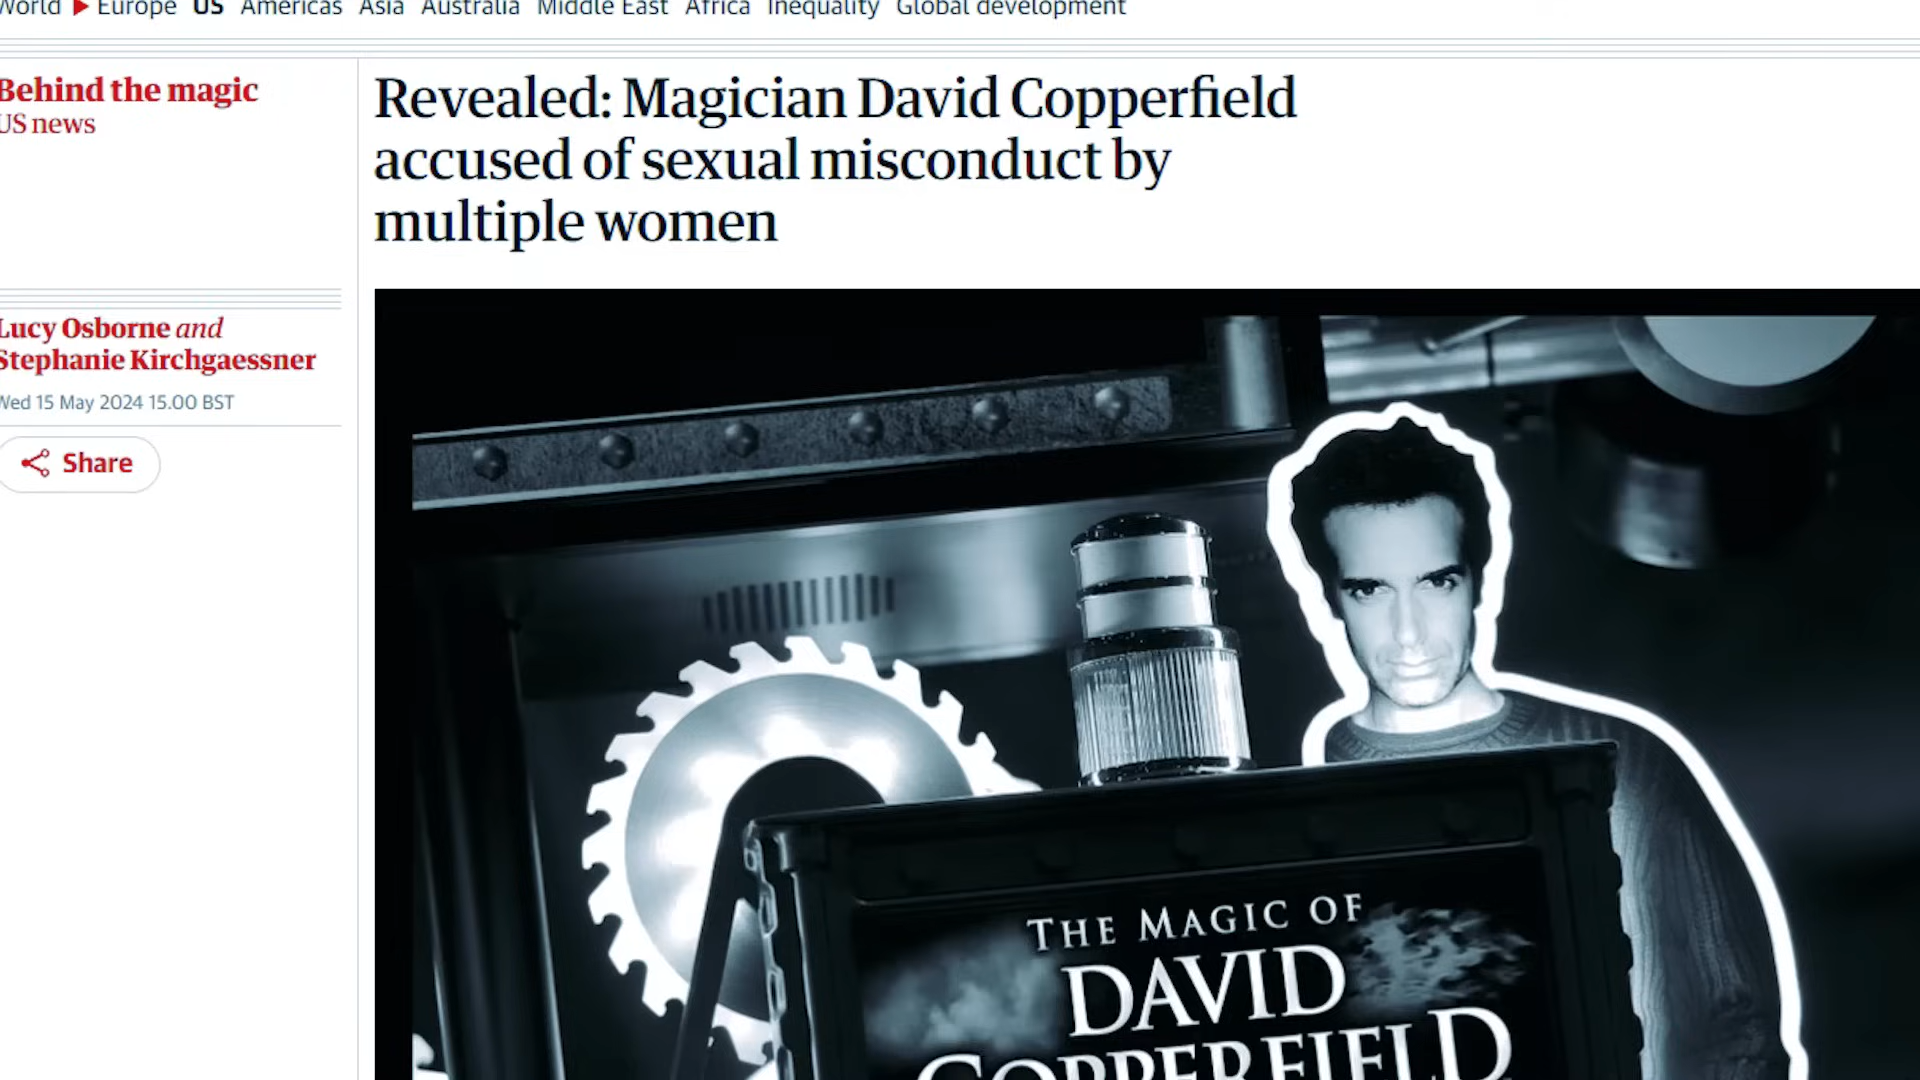 World Europe US Americas Asia Australia Middle East Africa Inequality Global development
Behind the magic
US news
Revealed: Magician David Copperfield
accused of sexual misconduct by
multiple women
Lucy Osborne and
Stephanie Kirchgaessner
Wed 15 May 2024 15.00 BST
Share
THE MAGIC OF
DAVID
COPPERFIELD